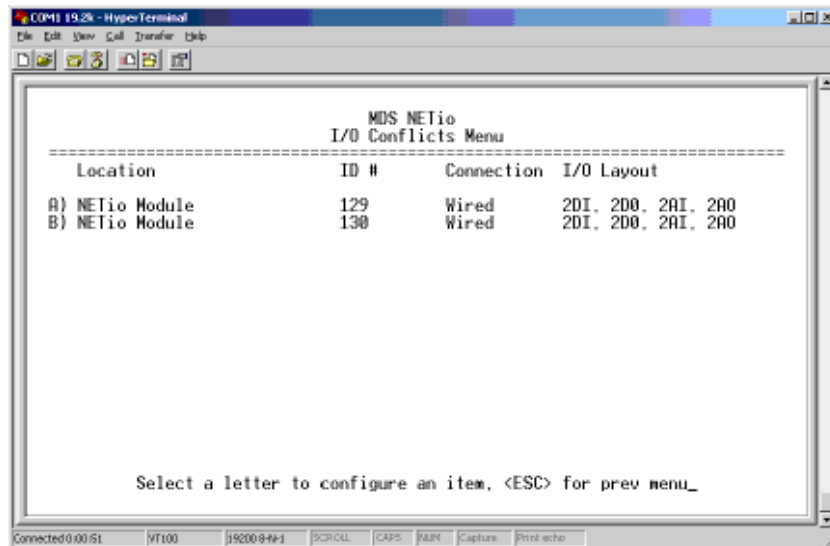 COM1 19.2k - HyperTerminal
File Edit View Call Transfer Help
MDS NETio
I/O Conflicts Menu
================================================================================
Location ID # Connection I/O Layout
A) NETio Module 129 Wired 2DI, 2DO, 2AI, 2AO
B) NETio Module 130 Wired 2DI, 2DO, 2AI, 2AO
Select a letter to configure an item, <ESC> for prev menu_
Connected 0:00:51 VT100 19200 8-N-1 SCROLL CAPS NUM Capture Print echo